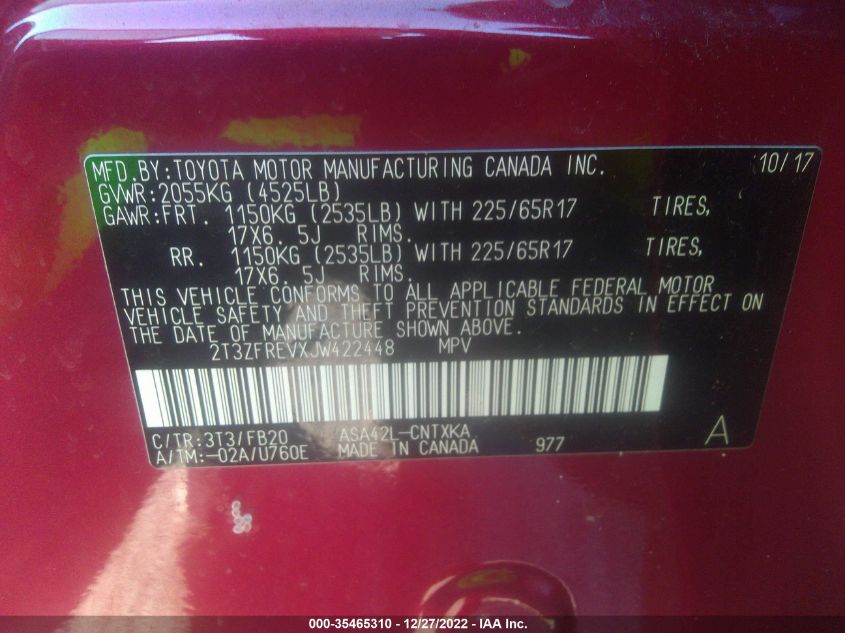 MFD.BY:TOYOTA MOTOR MANUFACTURING CANADA INC. 10/17
GVWR:2055KG (4525LB)
GAWR:FRT. 1150KG (2535LB) WITH 225/65R17 TIRES,
17X6. 5J RIMS.
RR. 1150KG (2535LB) WITH 225/65R17 TIRES,
17X6. 5J RIMS.
THIS VEHICLE CONFORMS TO ALL APPLICABLE FEDERAL MOTOR
VEHICLE SAFETY AND THEFT PREVENTION STANDARDS IN EFFECT ON
THE DATE OF MANUFACTURE SHOWN ABOVE.
2T3ZFREVXJW422448 MPV
C/TR:3T3/FB20 ASA42L-CNTXKA
A/TM:-02A/U760E MADE IN CANADA 977 A
000-35465310 - 12/27/2022 - IAA Inc.